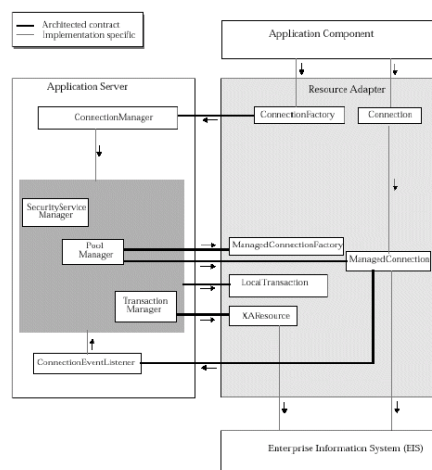 Architected contract
Implementation specific
Application Component
Application Server
Resource Adapter
ConnectionManager
ConnectionFactory
Connection
SecurityService
Manager
Pool
Manager
ManagedConnectionFactory
ManagedConnection
LocalTransaction
Transaction
Manager
XAResource
ConnectionEventListener
Enterprise Information System (EIS)